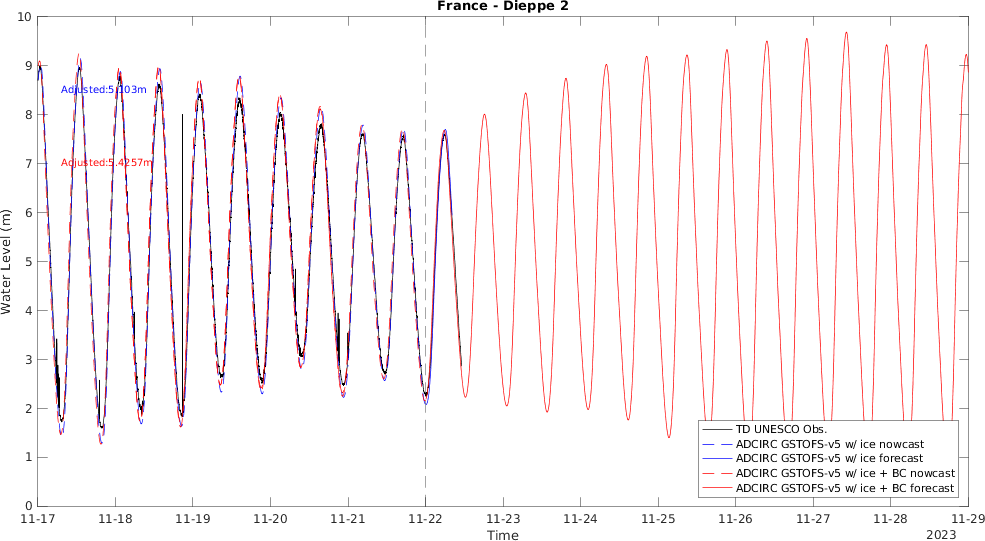 France - Dieppe 2
10
9
8
7
6
5
4
3
2
1
0
Water Level (m)
Adjusted:5.103m
Adjusted:5.4257m
TD UNESCO Obs.
ADCIRC GSTOFS-v5 w/ ice nowcast
ADCIRC GSTOFS-v5 w/ ice forecast
ADCIRC GSTOFS-v5 w/ ice + BC nowcast
ADCIRC GSTOFS-v5 w/ ice + BC forecast
11-17 11-18 11-19 11-20 11-21 11-22 11-23 11-24 11-25 11-26 11-27 11-28 11-29
Time
2023